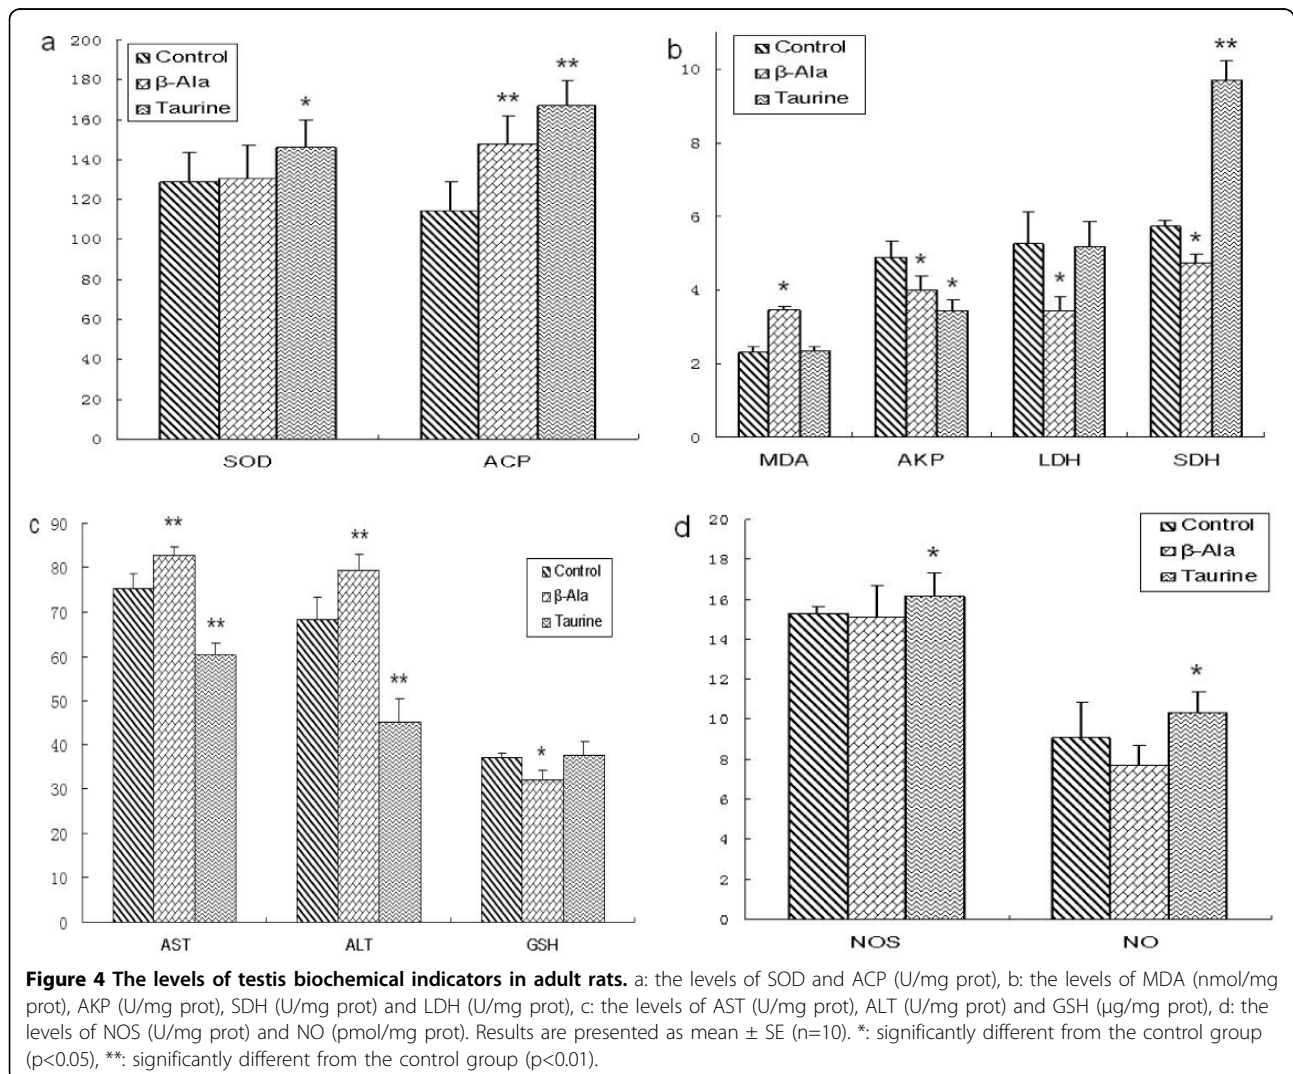 a
200
180
160
140
120
100
80
60
40
20
0
Control
β-Ala
Taurine
*
**
**
SOD
ACP
b
10
8
6
4
2
0
Control
β-Ala
Taurine
*
*
*
*
*
**
MDA
AKP
LDH
SDH
c
90
80
70
60
50
40
30
20
10
0
Control
β-Ala
Taurine
**
**
**
**
*
AST
ALT
GSH
d
20
18
16
14
12
10
8
6
4
2
0
Control
β-Ala
Taurine
*
*
NOS
NO
Figure 4 The levels of testis biochemical indicators in adult rats. a: the levels of SOD and ACP (U/mg prot), b: the levels of MDA (nmol/mg
prot), AKP (U/mg prot), SDH (U/mg prot) and LDH (U/mg prot), c: the levels of AST (U/mg prot), ALT (U/mg prot) and GSH (μg/mg prot), d: the
levels of NOS (U/mg prot) and NO (pmol/mg prot). Results are presented as mean ± SE (n=10). *: significantly different from the control group
(p<0.05), **: significantly different from the control group (p<0.01).